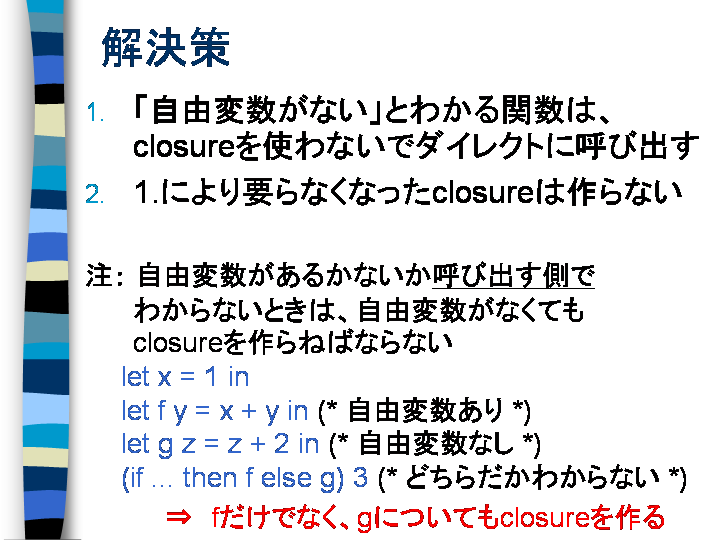 解決策
1. 「自由変数がない」とわかる関数は、
closureを使わないでダイレクトに呼び出す
2. 1.により要らなくなったclosureは作らない
注： 自由変数があるかないか呼び出す側で
わからないときは、自由変数がなくても
closureを作らねばならない
let x = 1 in
let f y = x + y in (* 自由変数あり *)
let g z = z + 2 in (* 自由変数なし *)
(if ... then f else g) 3 (* どちらだかわからない *)
⇒ fだけでなく、gについてもclosureを作る